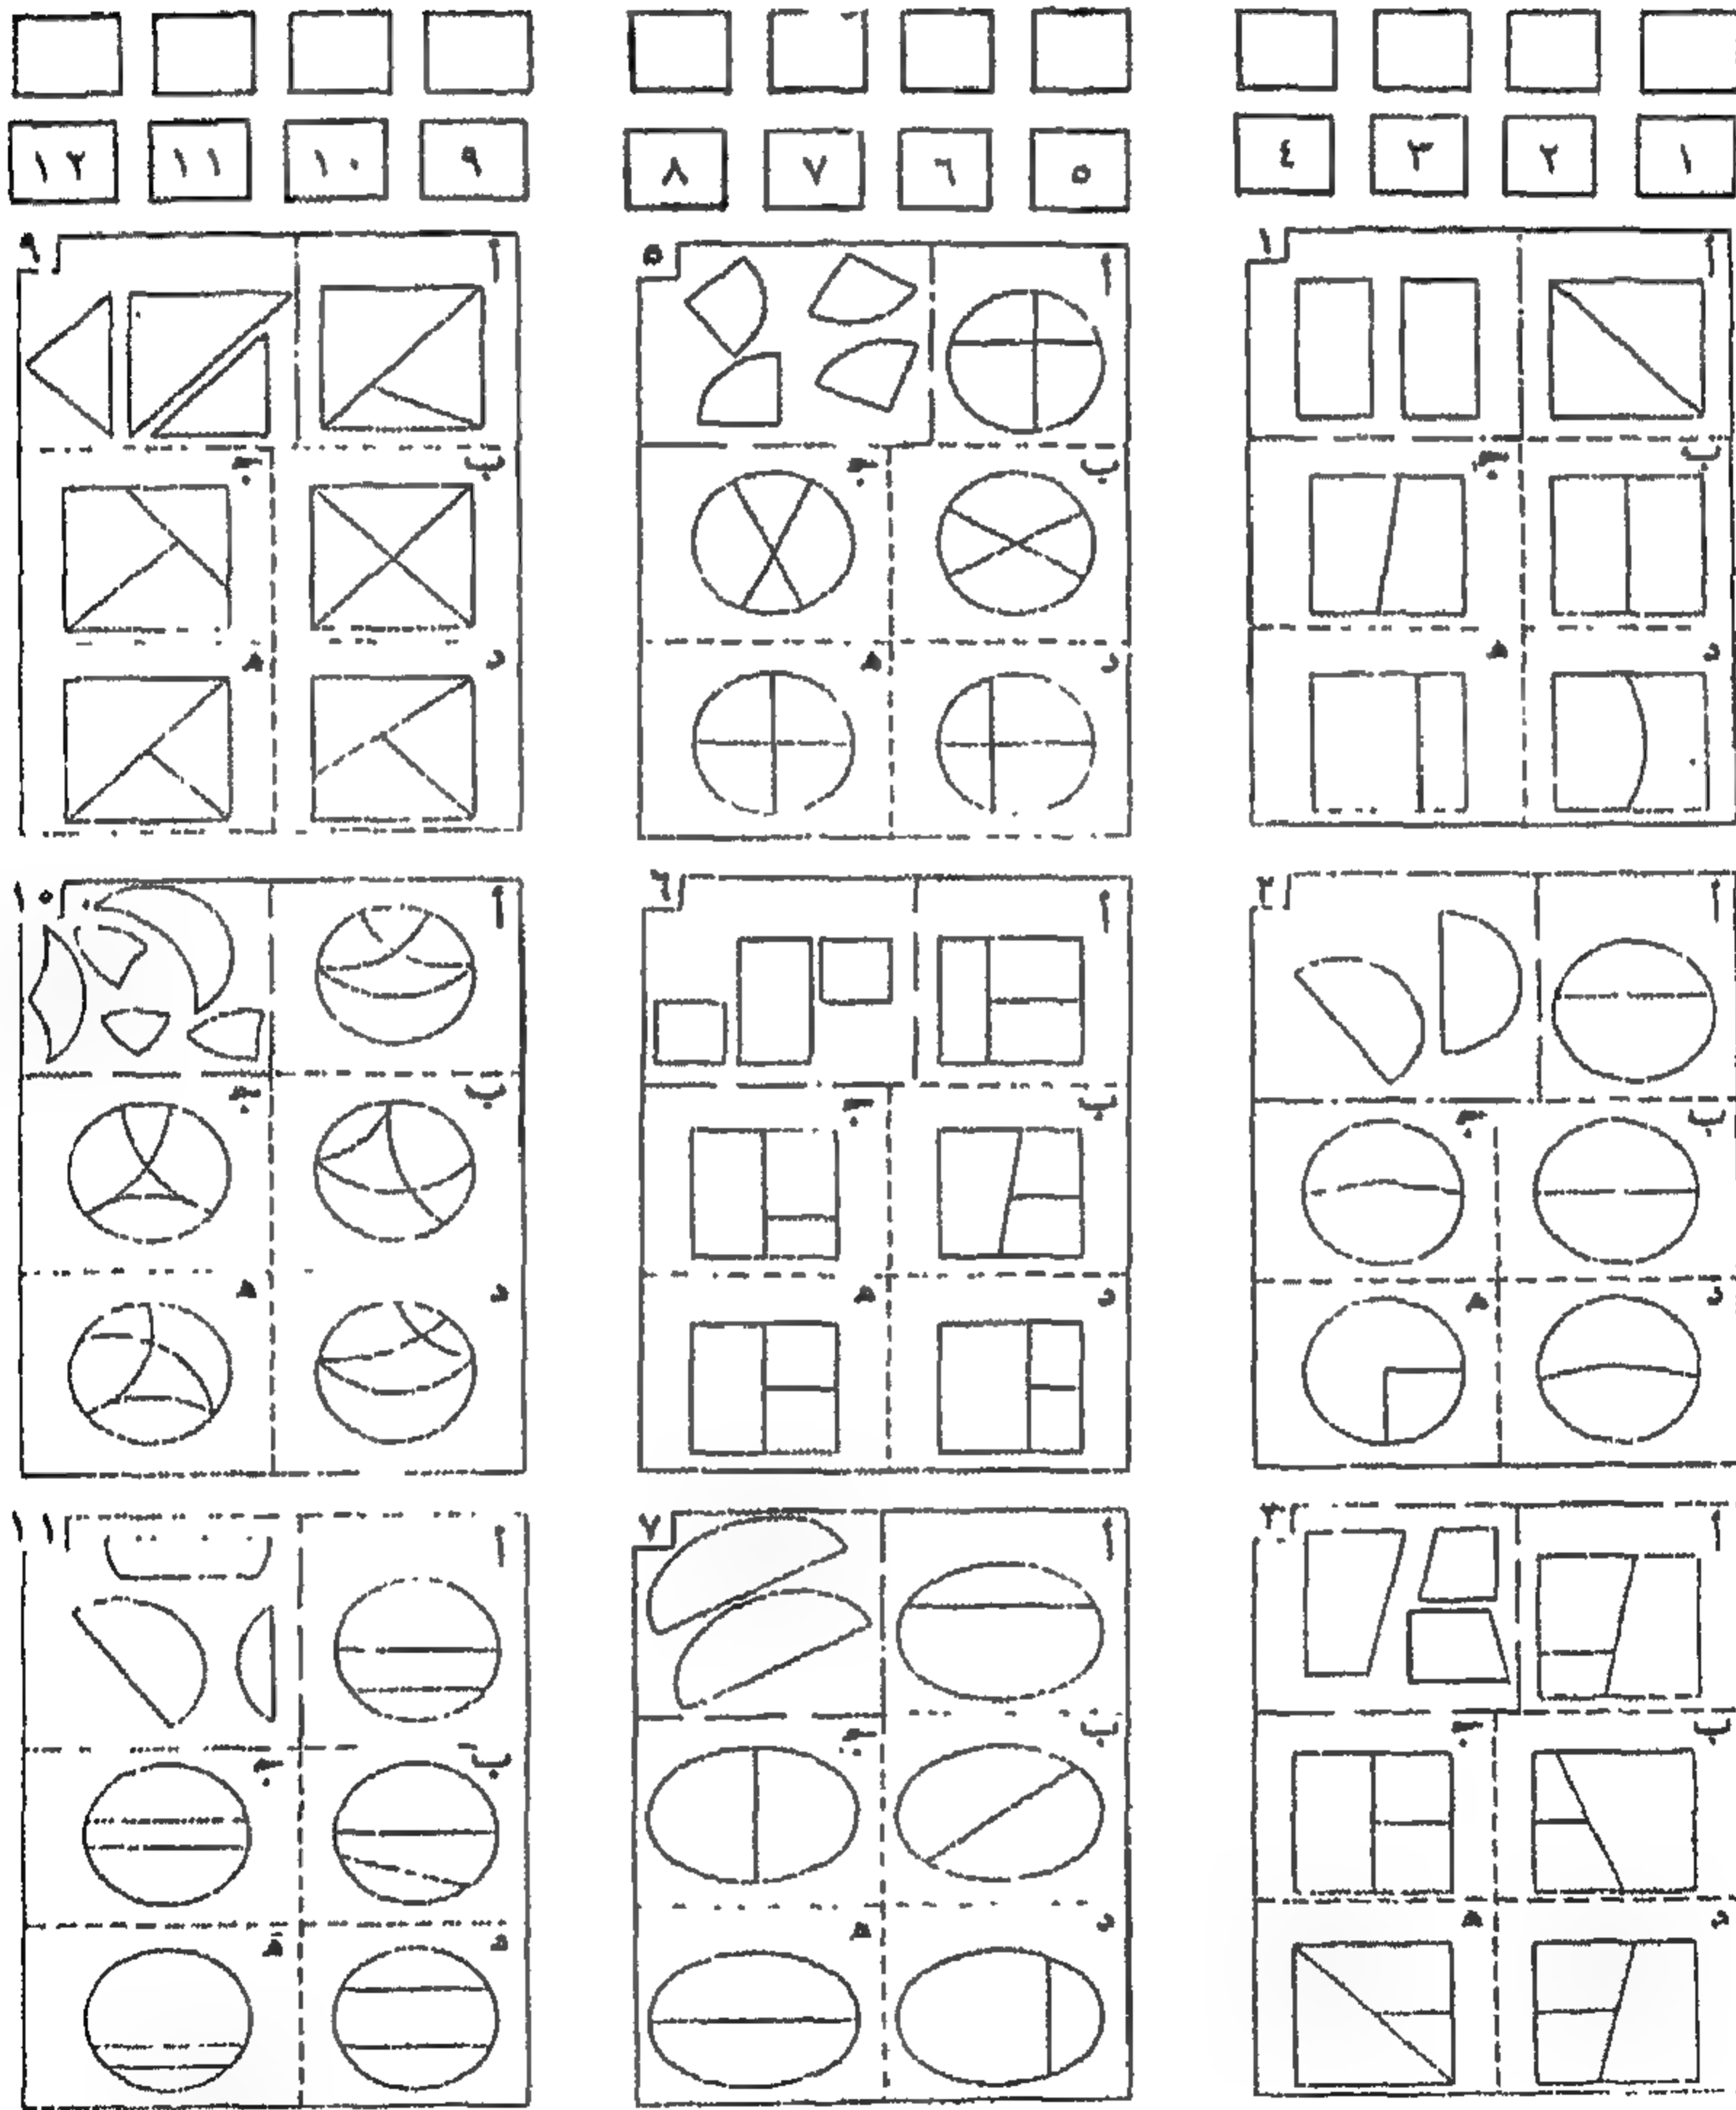 ١ ٢ ٣ ٤ ٥ ٦ ٧ ٨ ٩ ١٠ ١١ ١٢
١
أ
ب
جـ
د
هـ
٥
أ
ب
جـ
د
هـ
٩
أ
ب
جـ
د
هـ
٢
أ
ب
جـ
د
هـ
٦
أ
ب
جـ
د
هـ
١٠
أ
ب
جـ
د
هـ
٣
أ
ب
جـ
د
هـ
٧
أ
ب
جـ
د
هـ
١١
أ
ب
جـ
د
هـ